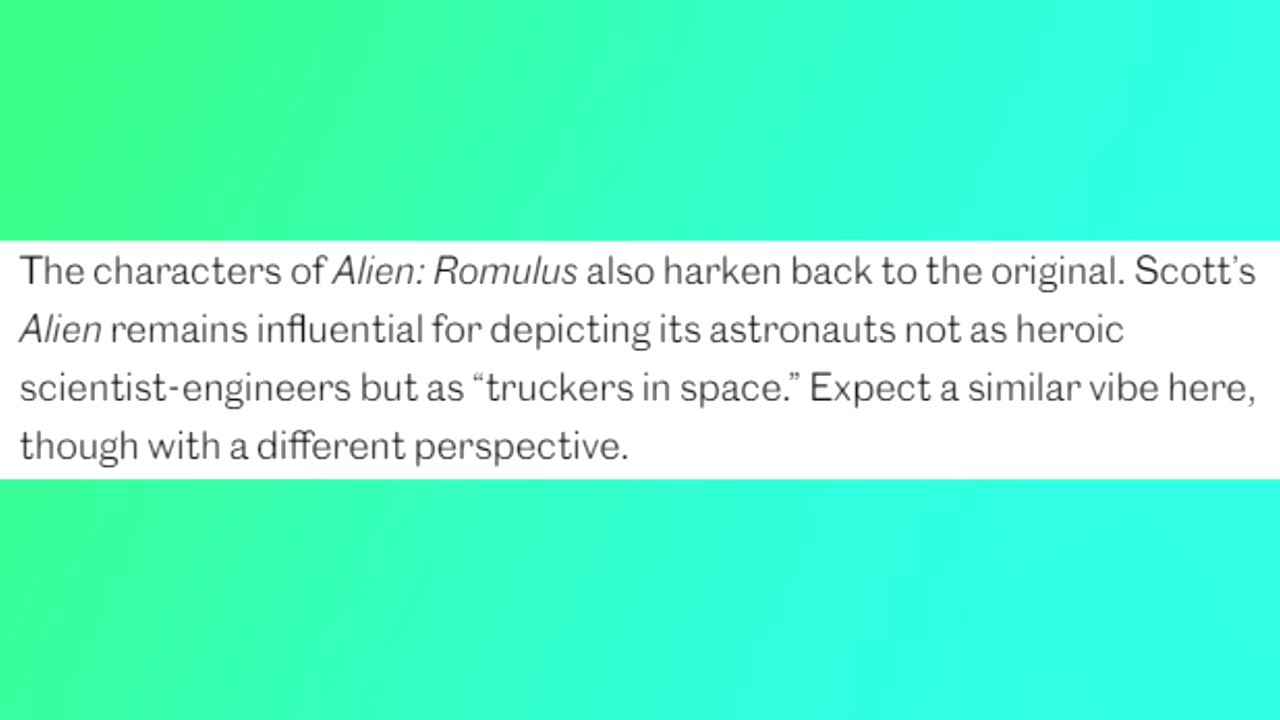 The characters of Alien: Romulus also harken back to the original. Scott’s
Alien remains influential for depicting its astronauts not as heroic
scientist-engineers but as “truckers in space.” Expect a similar vibe here,
though with a different perspective.